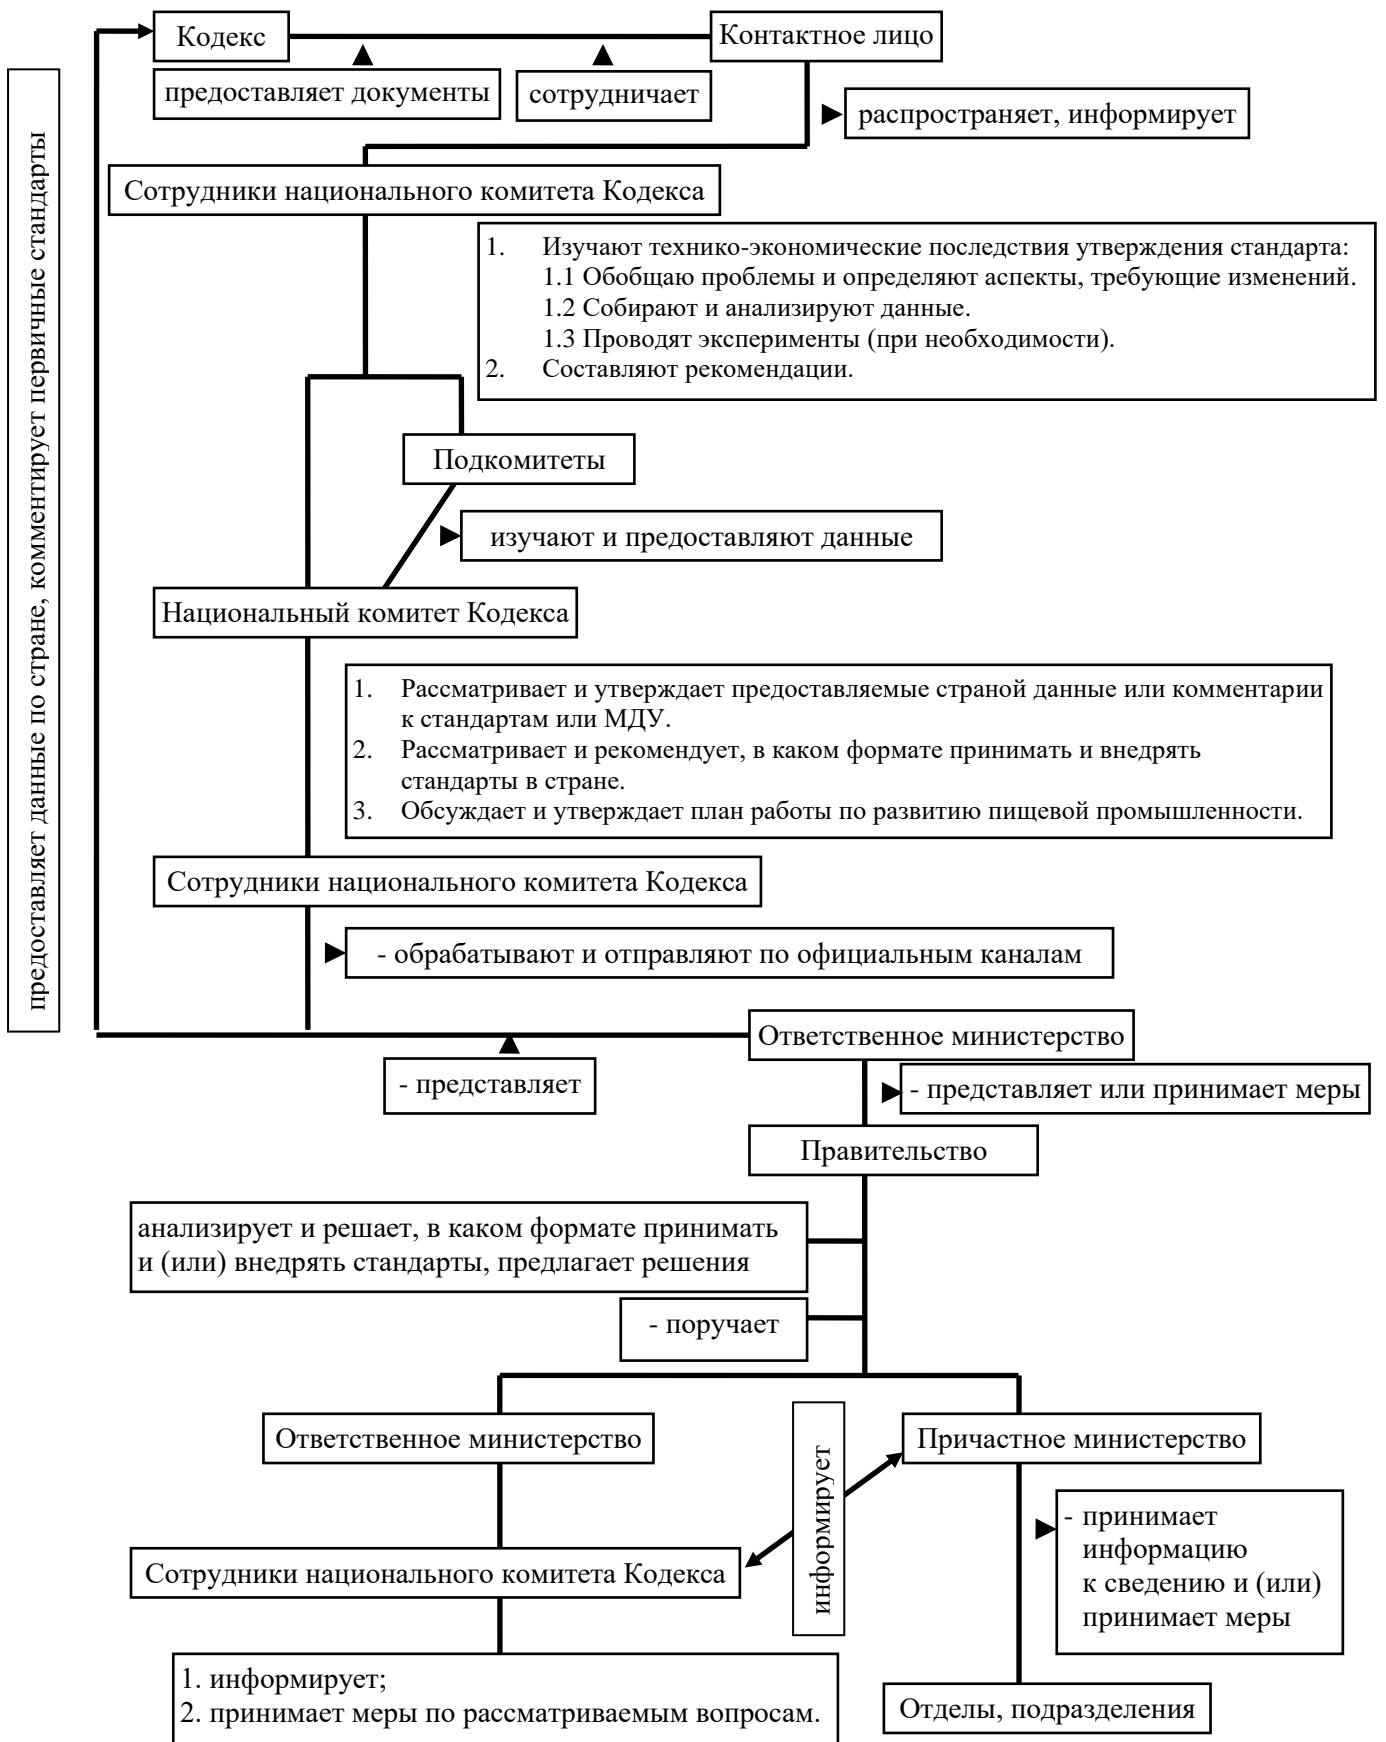 Кодекс
Контактное лицо
предоставляет документы
сотрудничает
распространяет, информирует
предоставляет данные по стране, комментирует первичные стандарты
Сотрудники национального комитета Кодекса
1. Изучают технико-экономические последствия утверждения стандарта:
1.1 Обобщаю проблемы и определяют аспекты, требующие изменений.
1.2 Собирают и анализируют данные.
1.3 Проводят эксперименты (при необходимости).
2. Составляют рекомендации.
Подкомитеты
изучают и предоставляют данные
Национальный комитет Кодекса
1. Рассматривает и утверждает предоставляемые страной данные или комментарии
к стандартам или МДУ.
2. Рассматривает и рекомендует, в каком формате принимать и внедрять
стандарты в стране.
3. Обсуждает и утверждает план работы по развитию пищевой промышленности.
Сотрудники национального комитета Кодекса
- обрабатывают и отправляют по официальным каналам
Ответственное министерство
- представляет
- представляет или принимает меры
Правительство
анализирует и решает, в каком формате принимать
и (или) внедрять стандарты, предлагает решения
- поручает
Ответственное министерство
информирует
Причастное министерство
- принимает
информацию
к сведению и (или)
принимает меры
Сотрудники национального комитета Кодекса
1. информирует;
2. принимает меры по рассматриваемым вопросам.
Отделы, подразделения